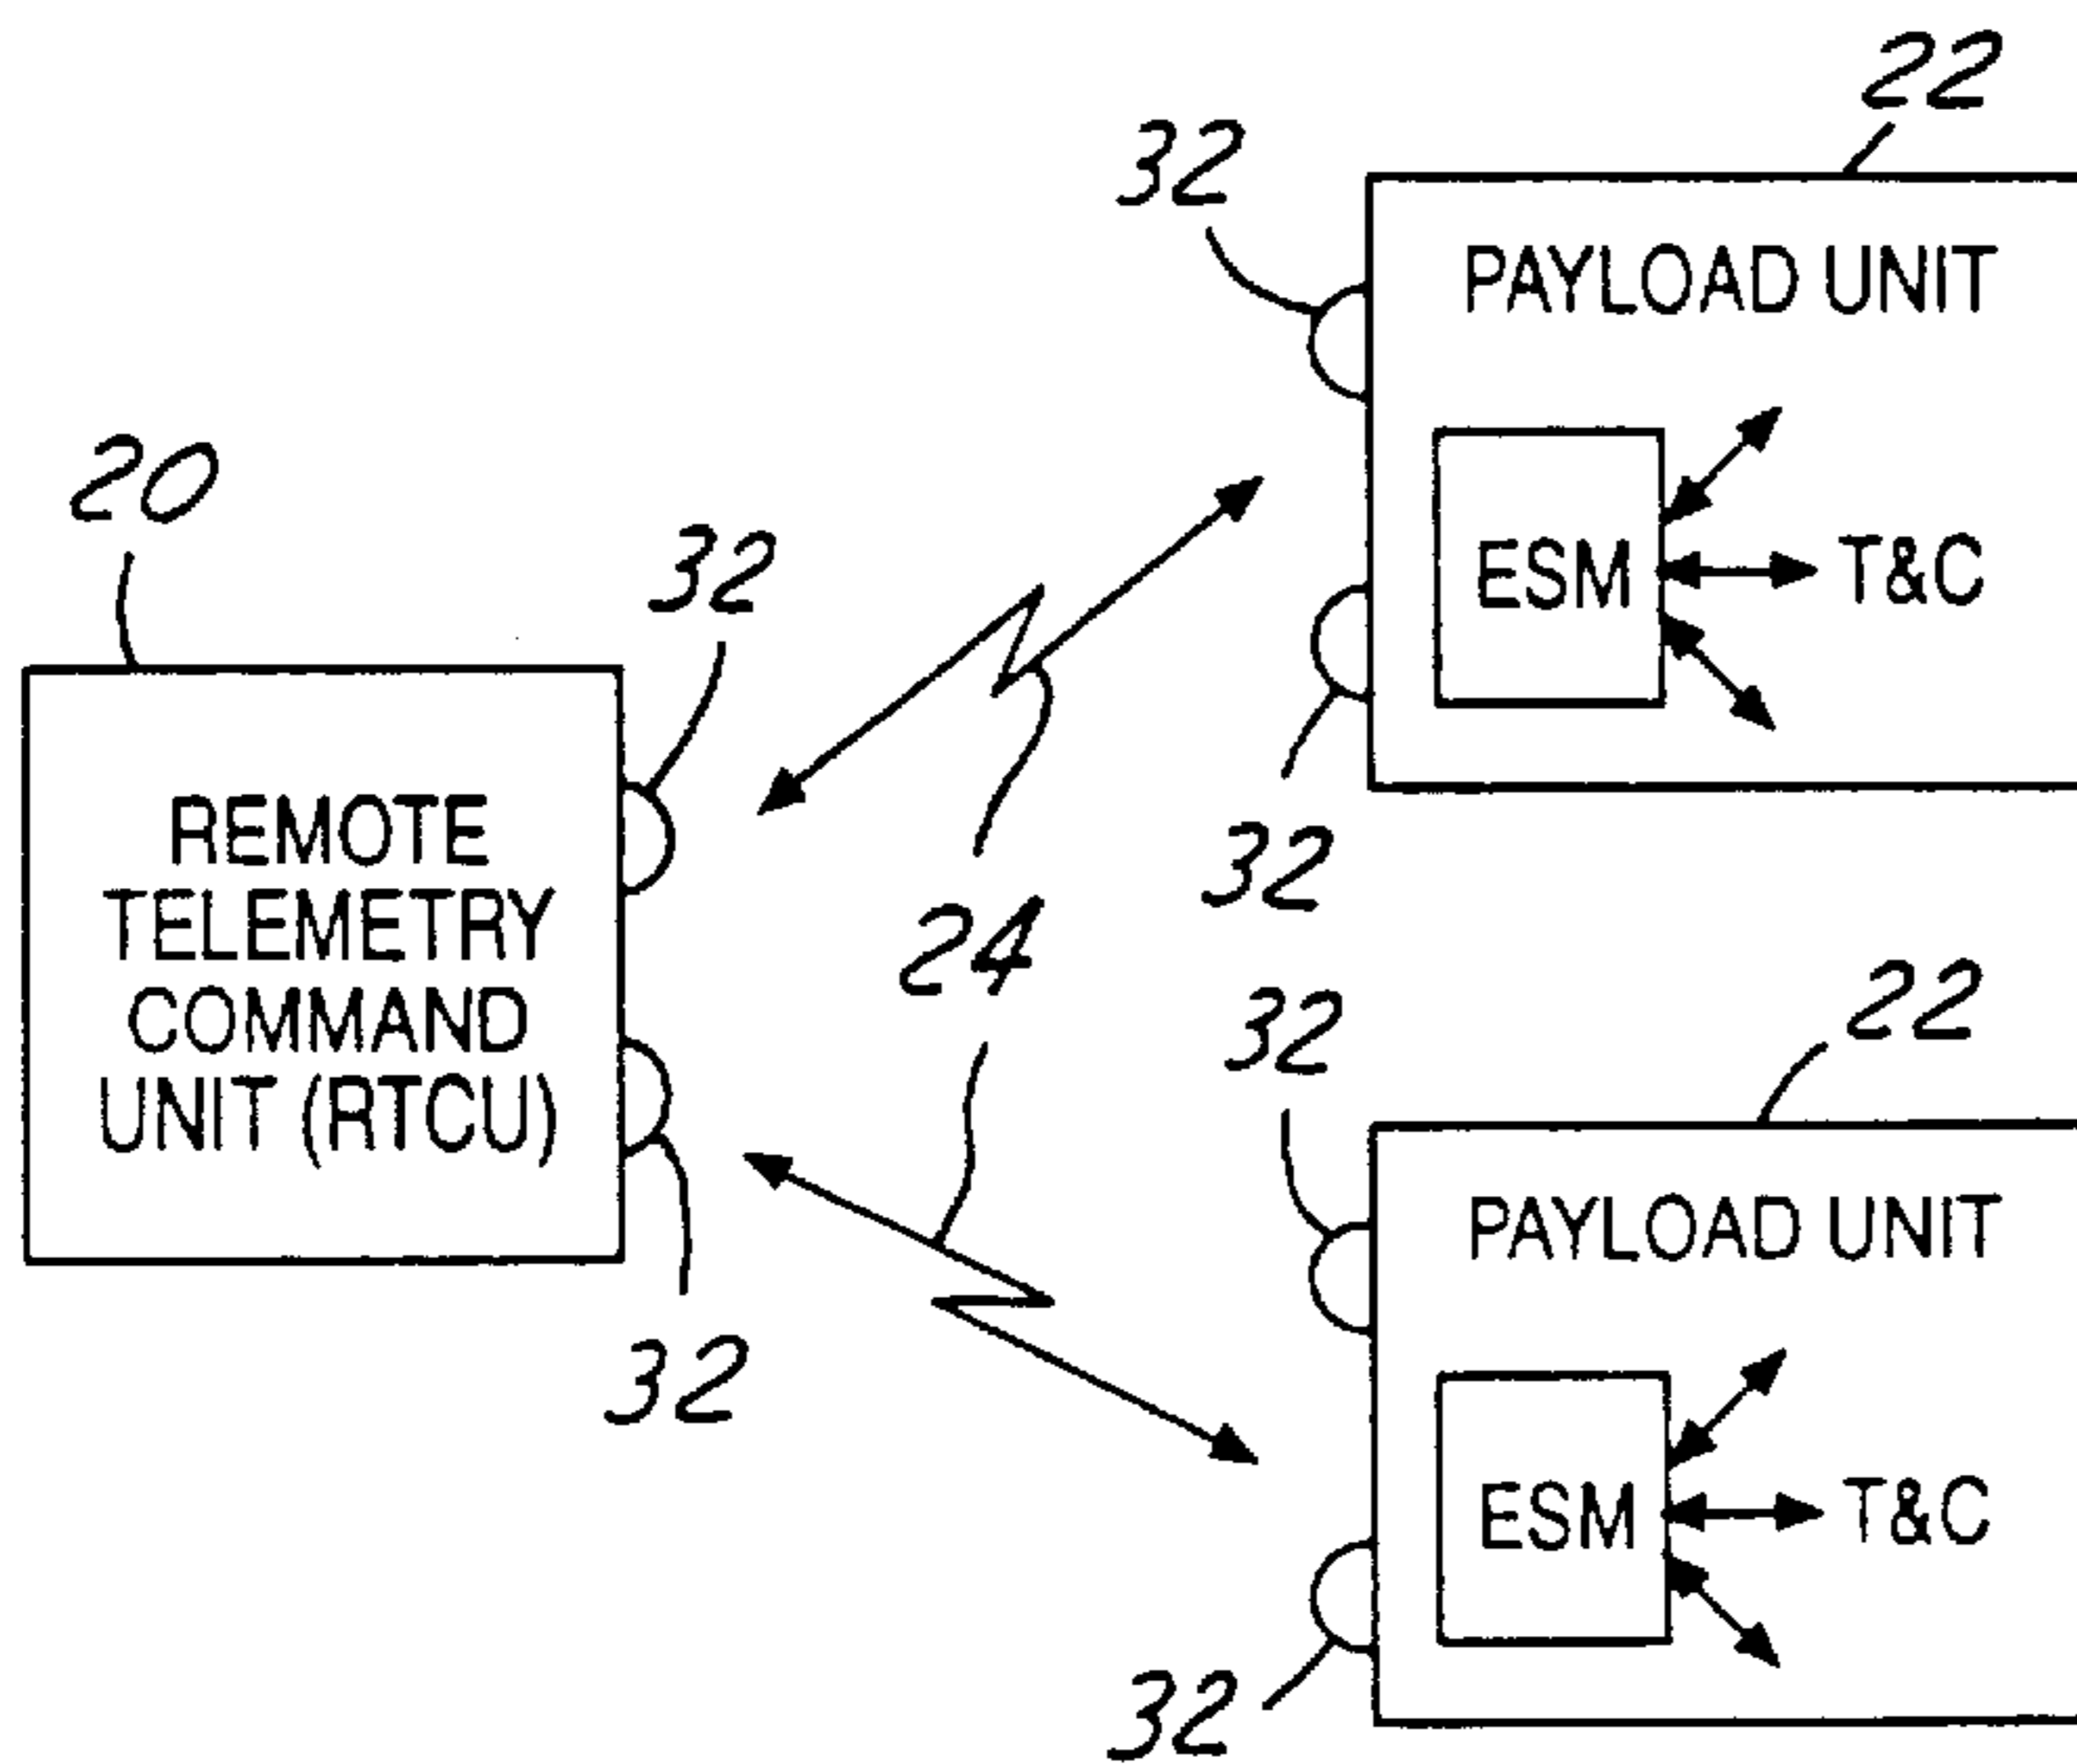 22
32
PAYLOAD UNIT
20
32
ESM
T&C
REMOTE
TELEMETRY
COMMAND
UNIT (RTCU)
32
24
32
22
32
PAYLOAD UNIT
ESM
T&C
32